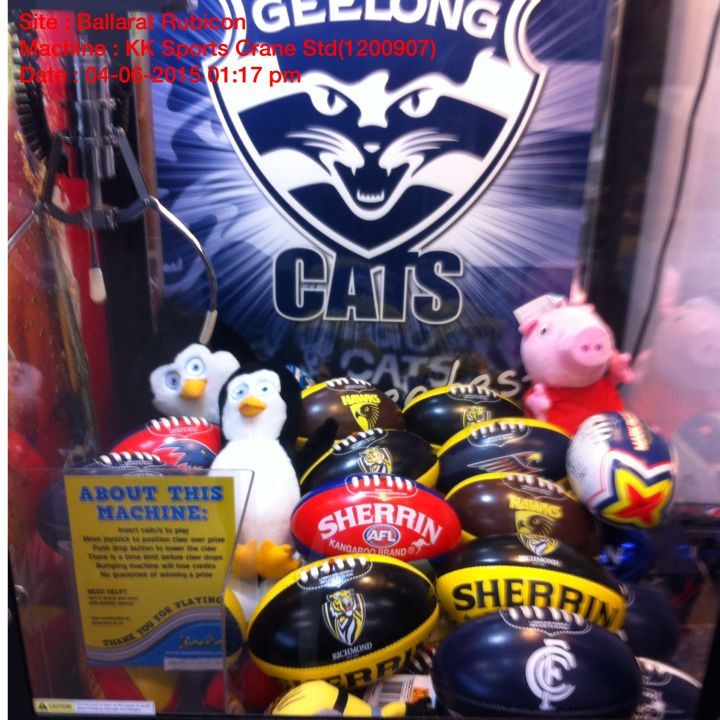 Site : Ballarat Rubicon
Machine : KK Sports Crane Std(1200907)
Date : 04-06-2015 01:17 pm
GEELONG
CATS
CATS
HAWKS
SHERRIN
AFL
KANGAROO BRAND
HAWKS
RICHMOND
SHERRIN
CFC
ABOUT THIS
MACHINE:
Insert coin/s to play
Move joystick to position claw over prize
Push drop button to lower the claw
There is a time limit before claw drops
Bumping machine will lose credits
No guarantee of winning a prize
NEED HELP?
THANK YOU FOR PLAYING
CAUTION